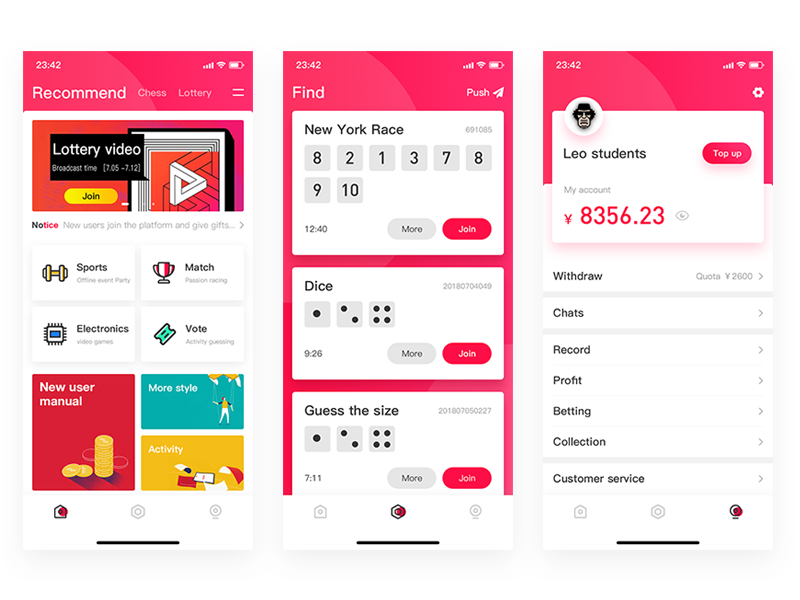 23:42
Recommend Chess Lottery
Lottery video
Broadcast time [7.05 -7.12]
Join
Notice New users join the platform and give gifts...
Sports
Offline event Party
Match
Passion racing
Electronics
video games
Vote
Activity guessing
New user
manual
More style
Activity
23:42
Find Push
New York Race 691085
8 2 1 3 7 8
9 10
12:40 More Join
Dice 20180704049
9:26 More Join
Guess the size 201807050227
7:11 More Join
23:42
Leo students Top up
My account
¥ 8356.23
Withdraw Quota ¥2600
Chats
Record
Profit
Betting
Collection
Customer service